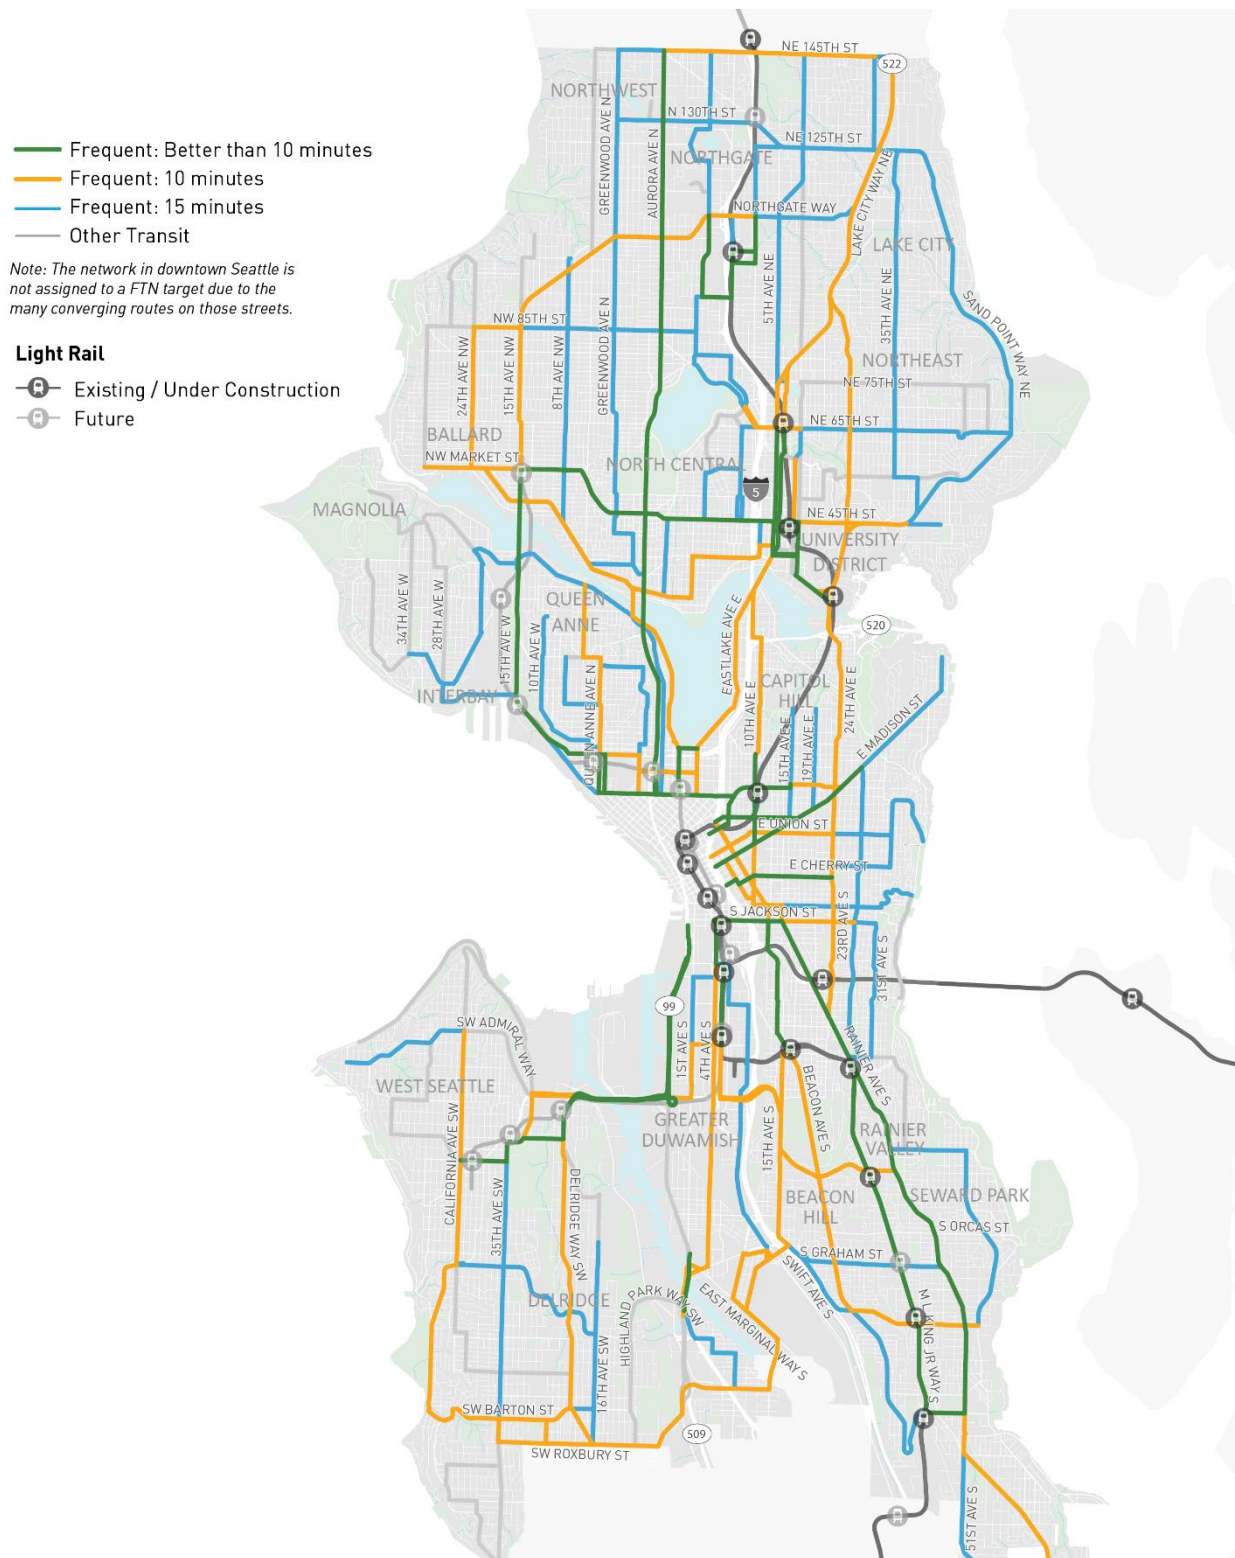 NE 145TH ST
522
NORTHWEST
N 130TH ST
NE 125TH ST
NORTHGATE
GREENWOOD AVE N
AURORA AVE N
LAKE CITY WAY NE
Frequent: Better than 10 minutes
Frequent: 10 minutes
Frequent: 15 minutes
Other Transit
Note: The network in downtown Seattle is
not assigned to a FTN target due to the
many converging routes on those streets.
Light Rail
Existing / Under Construction
Future
NORTHGATE WAY
LAKE CITY
5TH AVE NE
35TH AVE NE
SAND POINT WAY NE
NW 85TH ST
24TH AVE NW
15TH AVE NW
8TH AVE NW
GREENWOOD AVE N
NORTHEAST
NE 75TH ST
NE 65TH ST
BALLARD
NW MARKET ST
NORTH CENTRAL
5
MAGNOLIA
NE 45TH ST
UNIVERSITY
DISTRICT
QUEEN
ANNE
34TH AVE W
28TH AVE W
15TH AVE W
10TH AVE W
INTERBAY
QUEEN ANNE AVE N
EASTLAKE AVE E
520
CAPITOL
HILL
10TH AVE E
15TH AVE E
19TH AVE E
24TH AVE E
E MADISON ST
E UNION ST
E CHERRY ST
S JACKSON ST
23RD AVE S
31ST AVE S
99
SW ADMIRAL WAY
1ST AVE S
4TH AVE S
RAINIER AVE S
WEST SEATTLE
BEACON AVE S
GREATER
DUWAMISH
RAINIER
VALLEY
CALIFORNIA AVE SW
35TH AVE SW
DELRIDGE WAY SW
15TH AVE S
BEACON
HILL
SEWARD PARK
S ORCAS ST
S GRAHAM ST
SWIFT AVE S
DELRIDGE
HIGHLAND PARK WAY SW
EAST MARGINAL WAY S
16TH AVE SW
M L KING JR WAY S
SW BARTON ST
SW ROXBURY ST
509
51ST AVE S